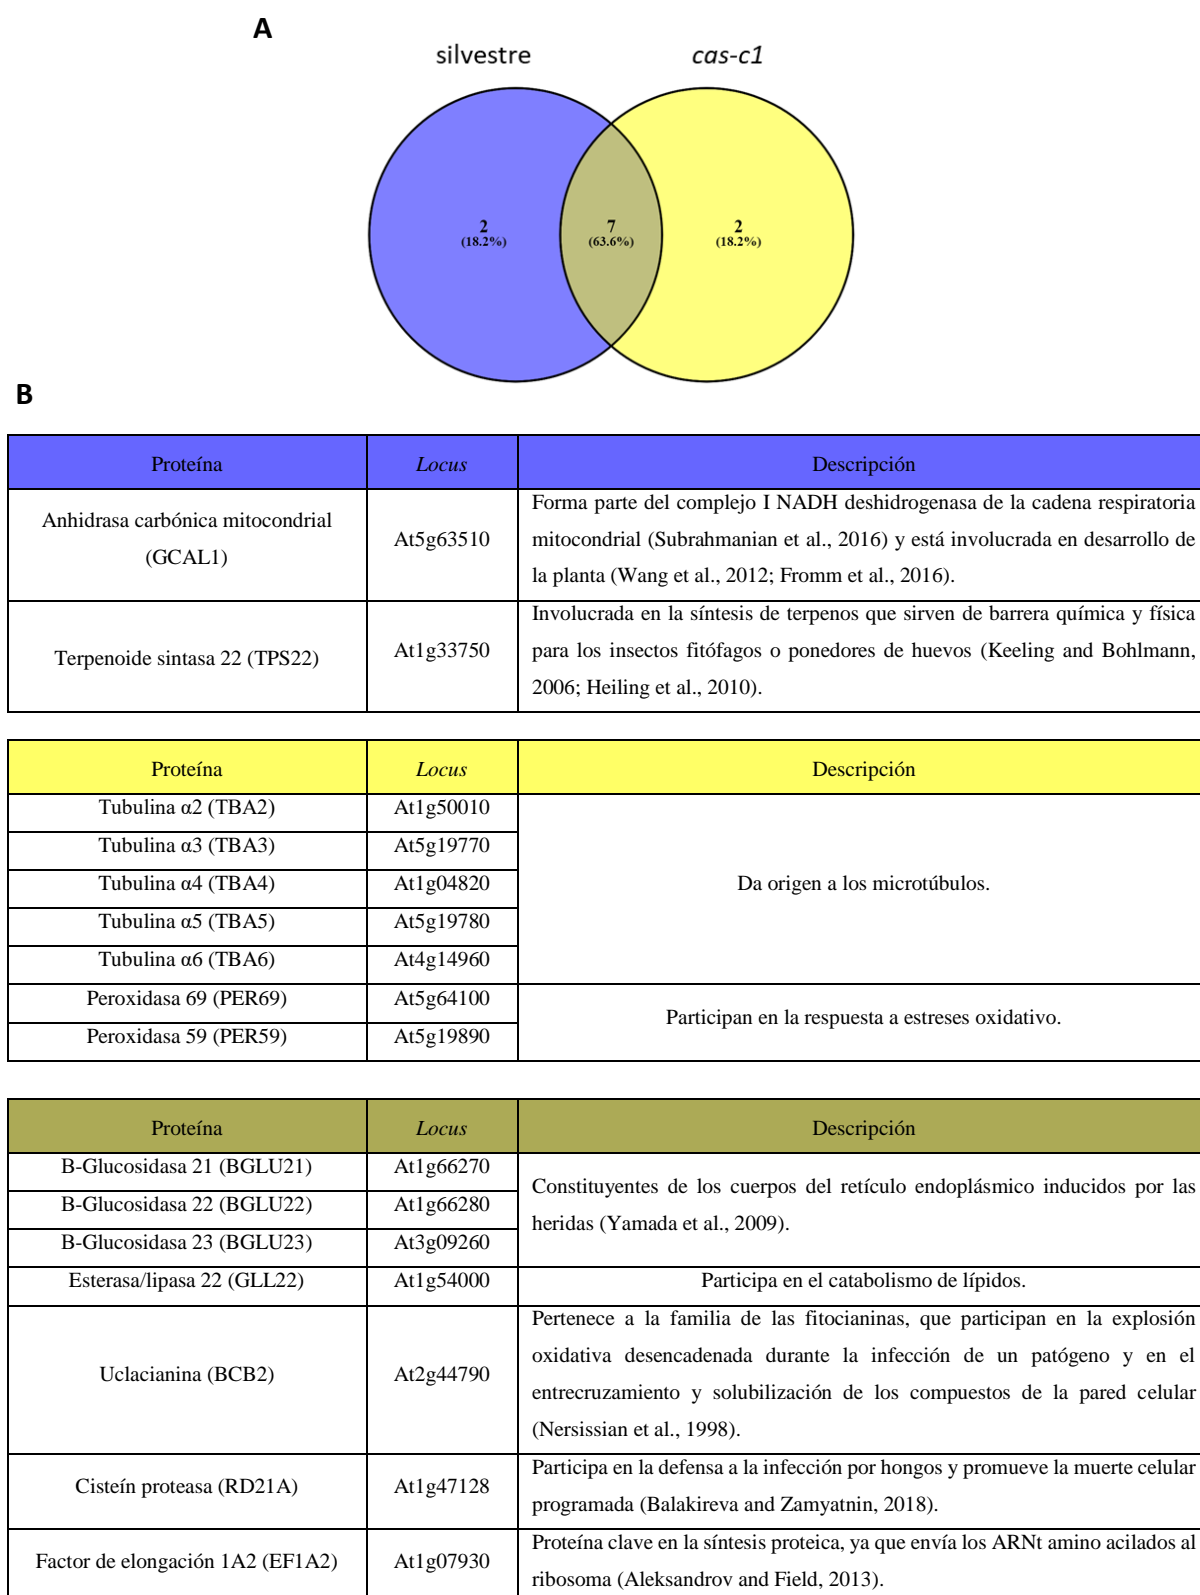 A
silvestre
cas-c1
2
(18.2%)
7
(63.6%)
2
(18.2%)
B
Proteína
Locus
Descripción
Anhidrasa carbónica mitocondrial
(GCAL1)
At5g63510
Forma parte del complejo I NADH deshidrogenasa de la cadena respiratoria
mitocondrial (Subrahmanian et al., 2016) y está involucrada en desarrollo de
la planta (Wang et al., 2012; Fromm et al., 2016).
Terpenoide sintasa 22 (TPS22)
At1g33750
Involucrada en la síntesis de terpenos que sirven de barrera química y física
para los insectos fitófagos o ponedores de huevos (Keeling and Bohlmann,
2006; Heiling et al., 2010).
Proteína
Locus
Descripción
Tubulina α2 (TBA2)
At1g50010
Tubulina α3 (TBA3)
At5g19770
Tubulina α4 (TBA4)
At1g04820
Tubulina α5 (TBA5)
At5g19780
Tubulina α6 (TBA6)
At4g14960
Da origen a los microtúbulos.
Peroxidasa 69 (PER69)
At5g64100
Peroxidasa 59 (PER59)
At5g19890
Participan en la respuesta a estreses oxidativo.
Proteína
Locus
Descripción
B-Glucosidasa 21 (BGLU21)
At1g66270
B-Glucosidasa 22 (BGLU22)
At1g66280
B-Glucosidasa 23 (BGLU23)
At3g09260
Constituyentes de los cuerpos del retículo endoplásmico inducidos por las
heridas (Yamada et al., 2009).
Esterasa/lipasa 22 (GLL22)
At1g54000
Participa en el catabolismo de lípidos.
Uclacianina (BCB2)
At2g44790
Pertenece a la familia de las fitocianinas, que participan en la explosión
oxidativa desencadenada durante la infección de un patógeno y en el
entrecruzamiento y solubilización de los compuestos de la pared celular
(Nersissian et al., 1998).
Cisteín proteasa (RD21A)
At1g47128
Participa en la defensa a la infección por hongos y promueve la muerte celular
programada (Balakireva and Zamyatnin, 2018).
Factor de elongación 1A2 (EF1A2)
At1g07930
Proteína clave en la síntesis proteica, ya que envía los ARNt amino acilados al
ribosoma (Aleksandrov and Field, 2013).